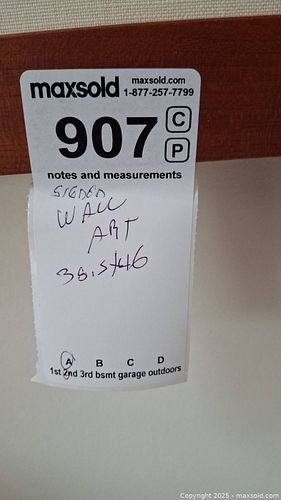 maxsold maxsold.com
1-877-257-7799
907 C
P
notes and measurements
SIGNED
WALL
ART
38.5X46
A B C D
1st 2nd 3rd bsmt garage outdoors
Copyright 2025 - maxsold.com